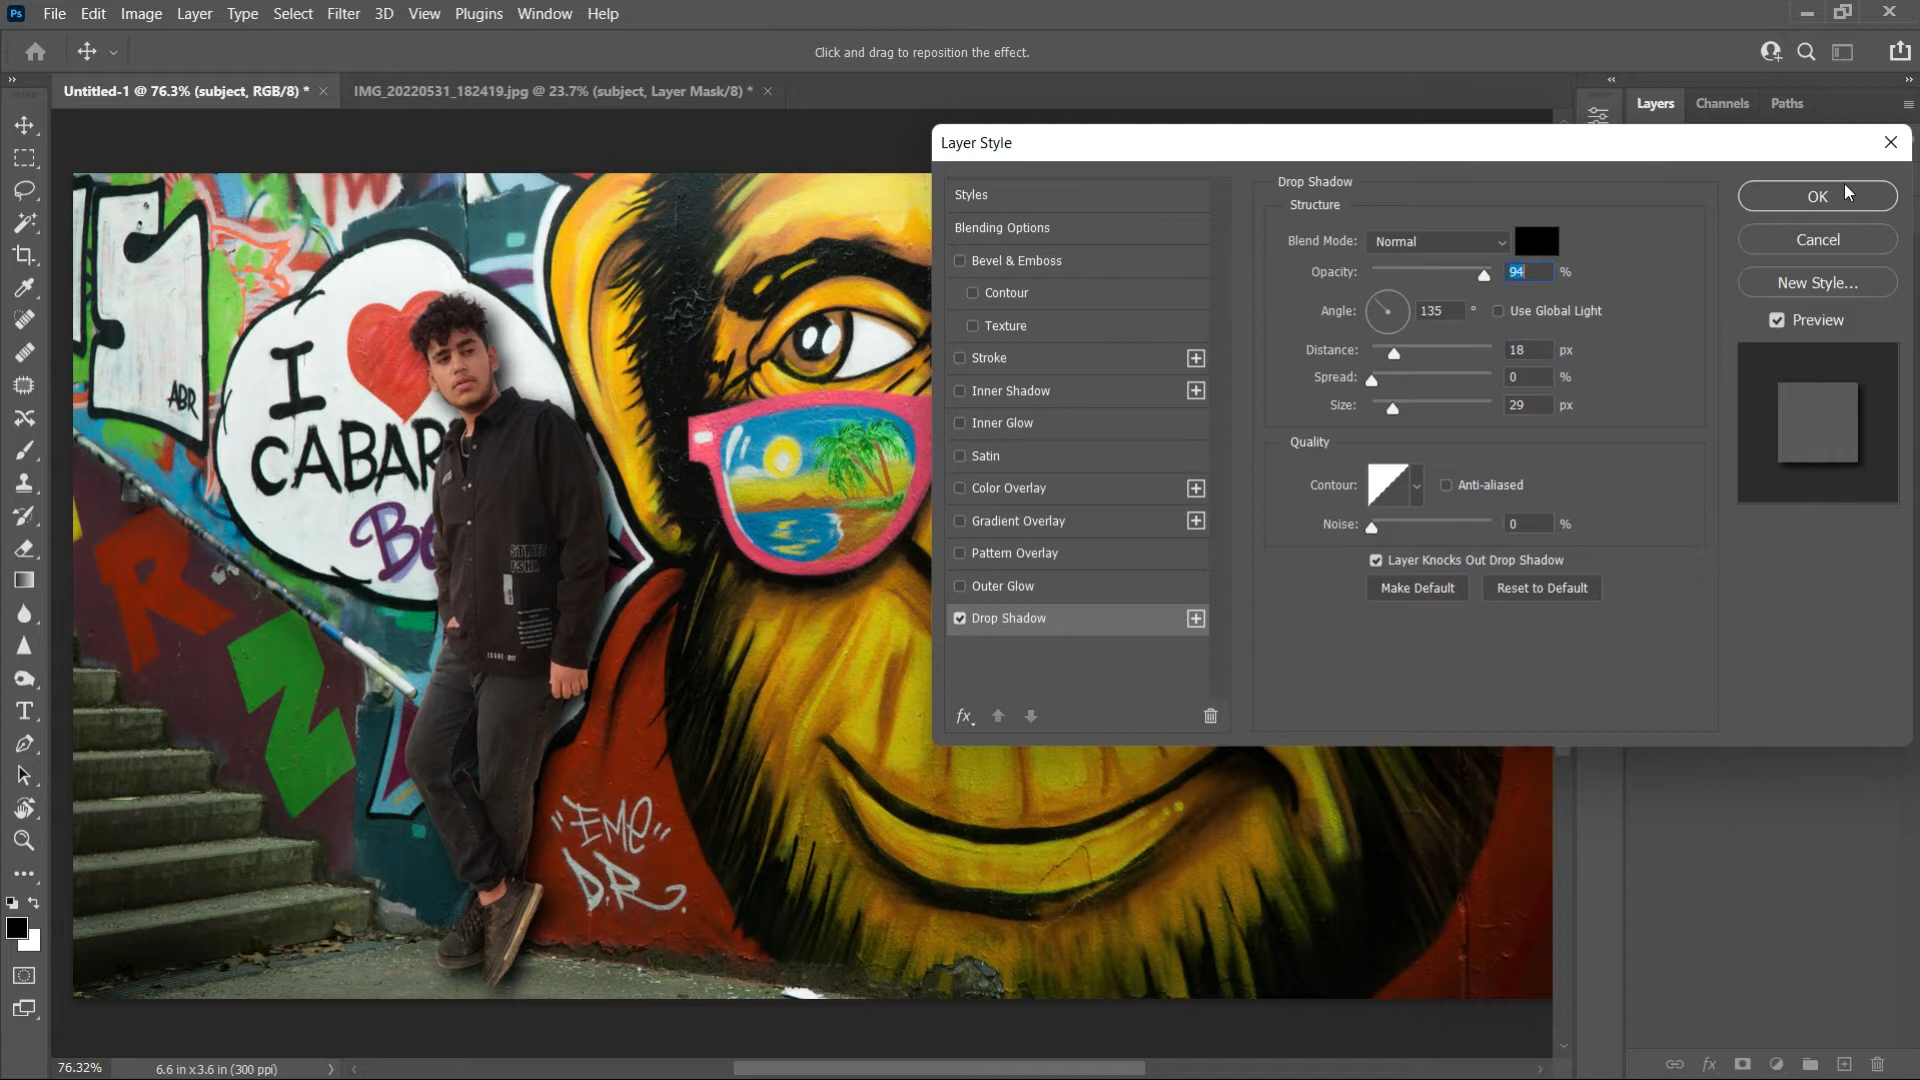 Ps File Edit Image Layer Type Select Filter 3D View Plugins Window Help
Click and drag to reposition the effect.
Untitled-1 @ 76.3% (subject, RGB/8) *
IMG_20220531_182419.jpg @ 23.7% (subject, Layer Mask/8) *
Layers Channels Paths
Layer Style
Styles
Blending Options
Bevel & Emboss
Contour
Texture
Stroke
Inner Shadow
Inner Glow
Satin
Color Overlay
Gradient Overlay
Pattern Overlay
Outer Glow
Drop Shadow
fx
Drop Shadow
Structure
Blend Mode: Normal
Opacity: 94 %
Angle: 135 ° Use Global Light
Distance: 18 px
Spread: 0 %
Size: 29 px
Quality
Contour: Anti-aliased
Noise: 0 %
Layer Knocks Out Drop Shadow
Make Default Reset to Default
OK
Cancel
New Style...
Preview
ABR
I
CABAR
Be
R
N
"EME"
D.R.
76.32% 6.6 in x 3.6 in (300 ppi)
fx